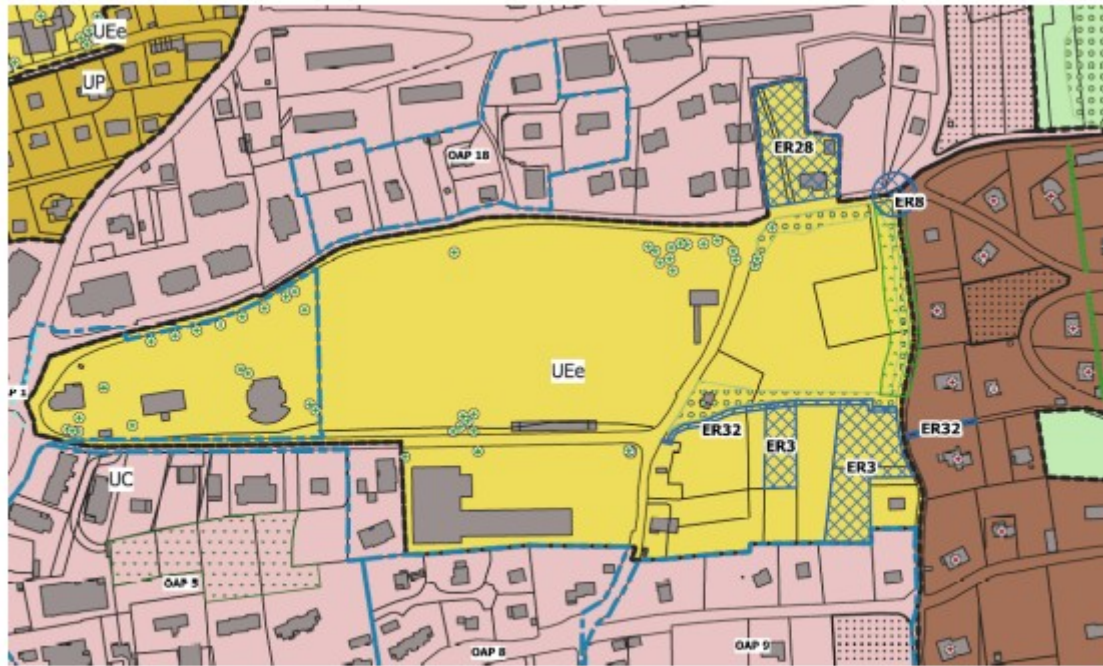 UEe
UP
OAP 18
ER28
ER8
UEe
ER32
ER3
ER3
ER32
UC
OAP 5
OAP 8
OAP 9